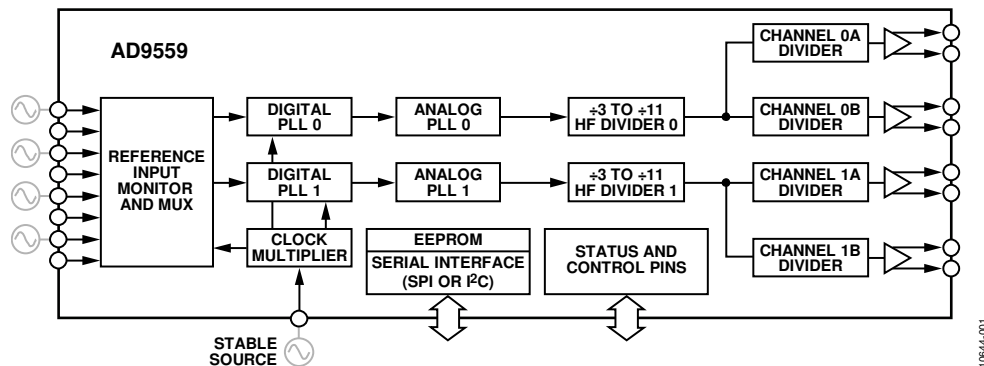 AD9559
CHANNEL 0A
DIVIDER
DIGITAL
PLL 0
ANALOG
PLL 0
÷3 TO ÷11
HF DIVIDER 0
CHANNEL 0B
DIVIDER
REFERENCE
INPUT
MONITOR
AND MUX
DIGITAL
PLL 1
ANALOG
PLL 1
÷3 TO ÷11
HF DIVIDER 1
CHANNEL 1A
DIVIDER
CLOCK
MULTIPLIER
EEPROM
SERIAL INTERFACE
(SPI OR I²C)
STATUS AND
CONTROL PINS
CHANNEL 1B
DIVIDER
STABLE
SOURCE
10644-001